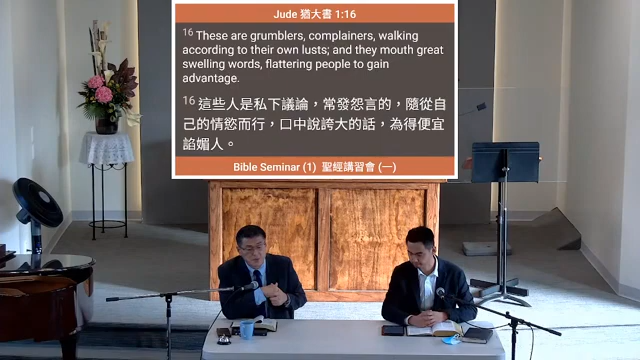 Jude 猶大書 1:16
16 These are grumblers, complainers, walking
according to their own lusts; and they mouth great
swelling words, flattering people to gain
advantage.
16 這些人是私下議論，常發怨言的，隨從自
己的情慾而行，口中說誇大的話，為得便宜
諂媚人。
Bible Seminar (1) 聖經講習會 (一)